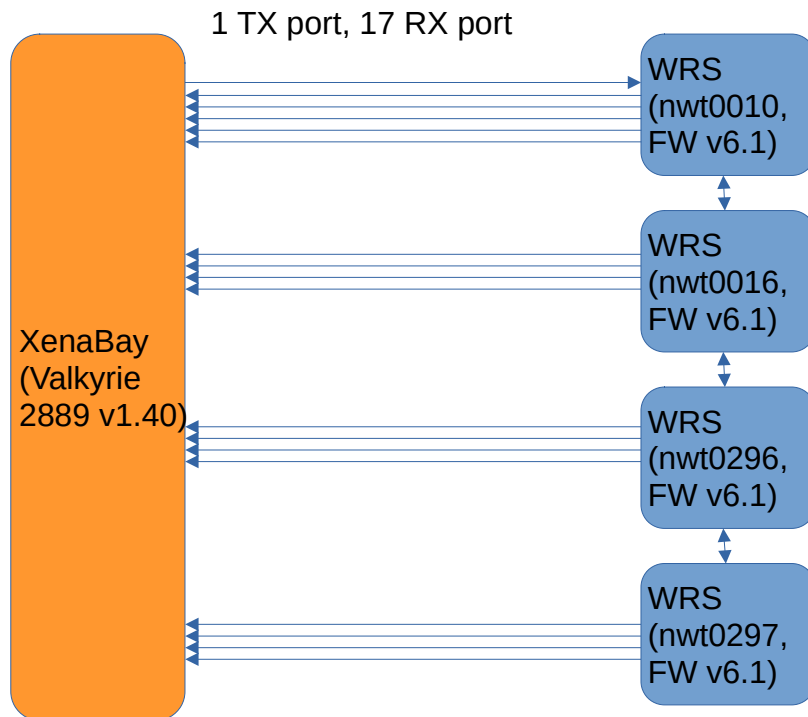 1 TX port, 17 RX port
WRS
(nwt0010,
FW v6.1)
WRS
(nwt0016,
FW v6.1)
XenaBay
(Valkyrie
2889 v1.40)
WRS
(nwt0296,
FW v6.1)
WRS
(nwt0297,
FW v6.1)